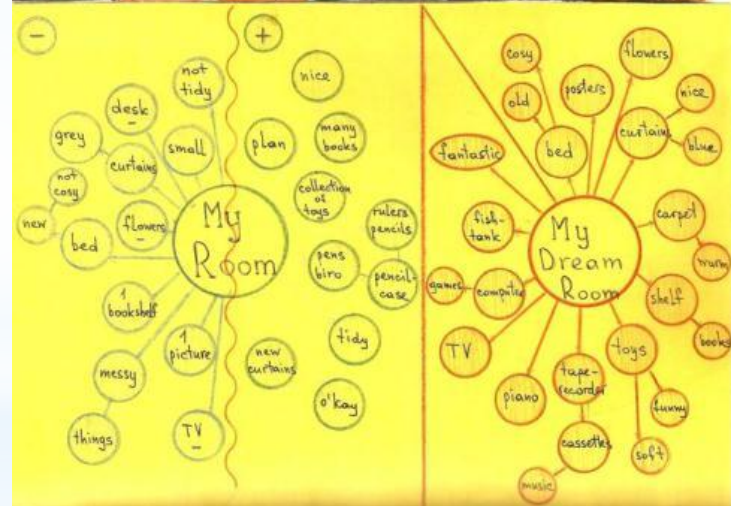 −
+
not
tidy
desk
−
grey
small
curtains
not
cosy
new
flowers
−
bed
1
bookshelf
1
picture
messy
things
TV
−
My
Room
nice
plan
many
books
collection
of
toys
rulers
pencils
pens
biro
pencil-
case
tidy
new
curtains
o'kay
cosy
flowers
posters
old
nice
fantastic
bed
curtains
blue
fish-
tank
My
Dream
Room
carpet
warm
games
computer
shelf
books
TV
toys
piano
tape-
recorder
funny
cassettes
soft
music